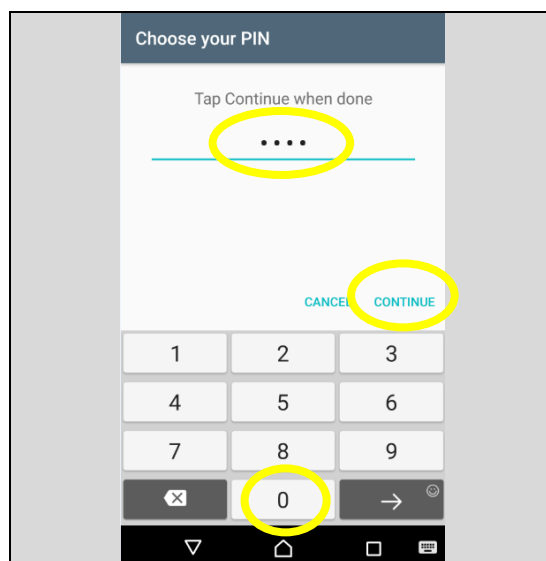 Choose your PIN
Tap Continue when done
••••
CANCEL CONTINUE
1 2 3
4 5 6
7 8 9
0